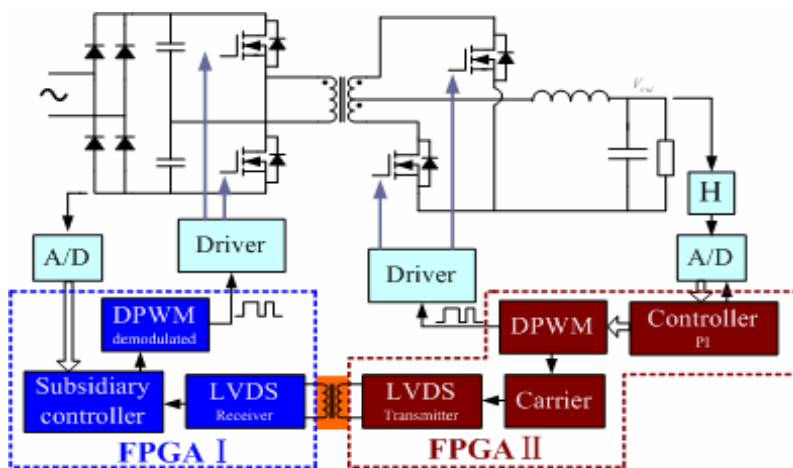 V_out
H
A/D
Driver
A/D
Driver
DPWM
demodulated
DPWM
Controller
PI
Subsidiary
controller
LVDS
Receiver
LVDS
Transmitter
Carrier
FPGA I
FPGA II